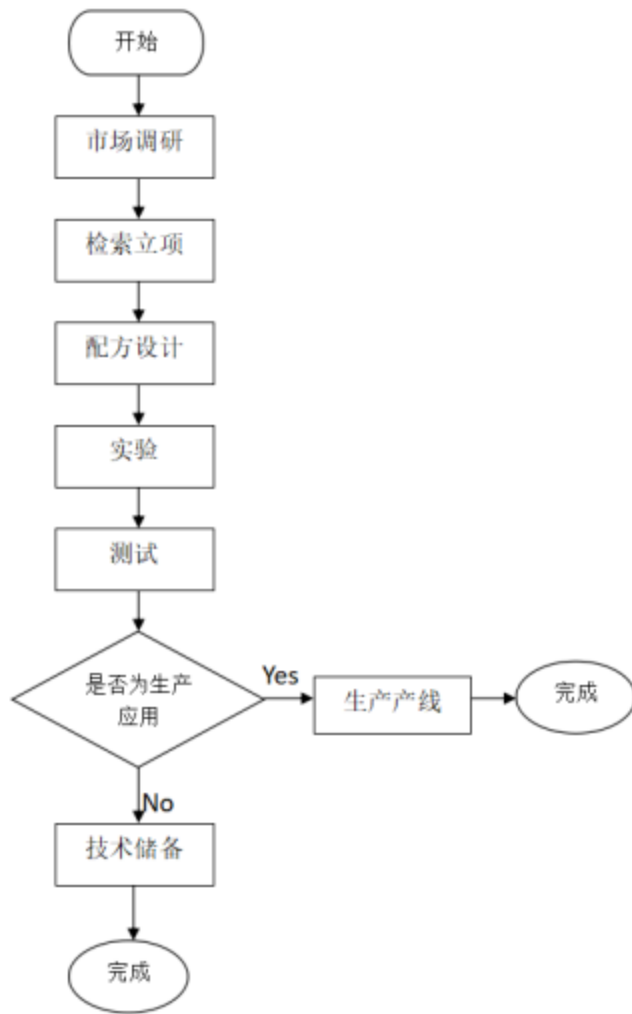 开始
市场调研
检索立项
配方设计
实验
测试
是否为生产
应用
Yes
生产产线
完成
No
技术储备
完成